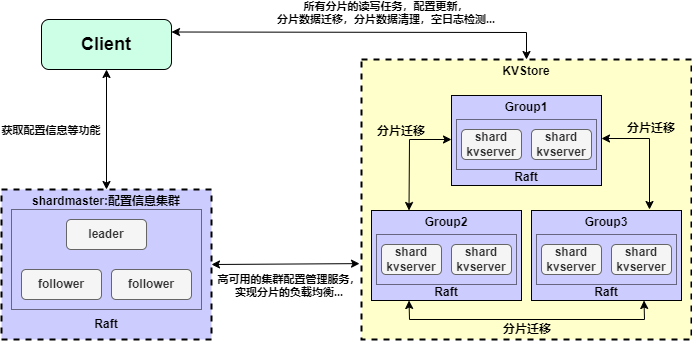 所有分片的读写任务，配置更新，
分片数据迁移，分片数据清理，空日志检测...
Client
KVStore
Group1
shard
kvserver
shard
kvserver
Raft
分片迁移
分片迁移
获取配置信息等功能
shardmaster:配置信息集群
leader
follower
follower
Raft
高可用的集群配置管理服务，
实现分片的负载均衡...
Group2
shard
kvserver
shard
kvserver
Raft
Group3
shard
kvserver
shard
kvserver
Raft
分片迁移